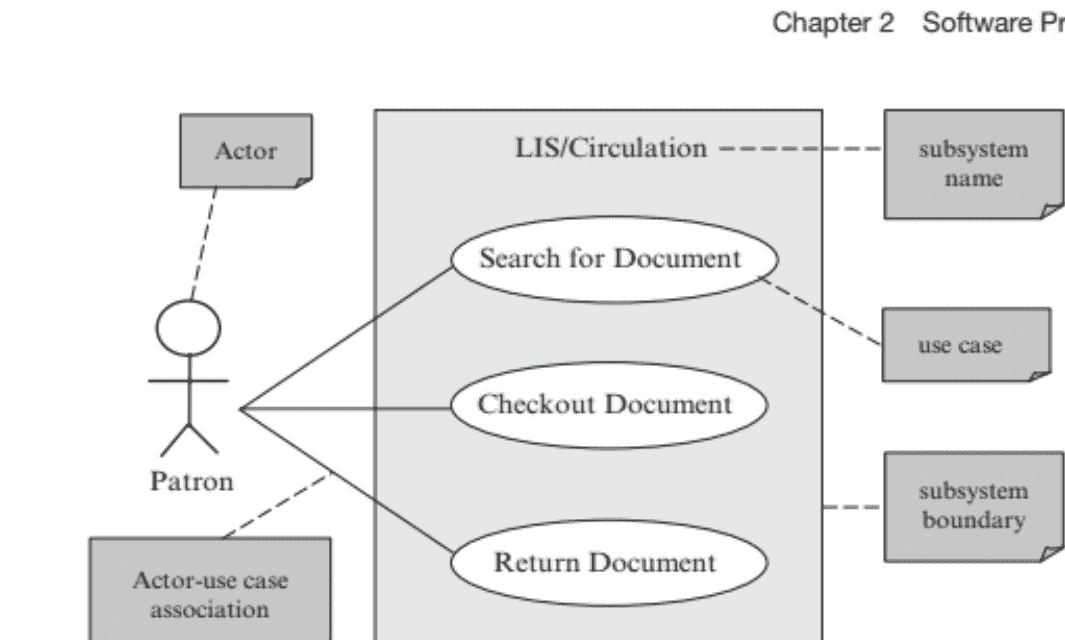 Chapter 2 Software Pr
Actor
LIS/Circulation
subsystem
name
Search for Document
use case
Checkout Document
Patron
subsystem
boundary
Return Document
Actor-use case
association